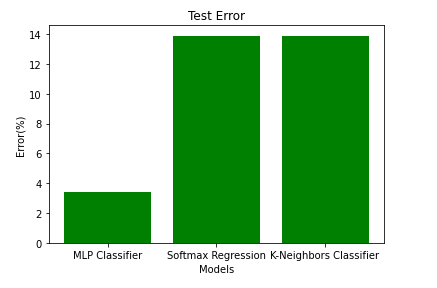 Test Error
Error(%)
14
12
10
8
6
4
2
0
MLP Classifier Softmax Regression K-Neighbors Classifier
Models